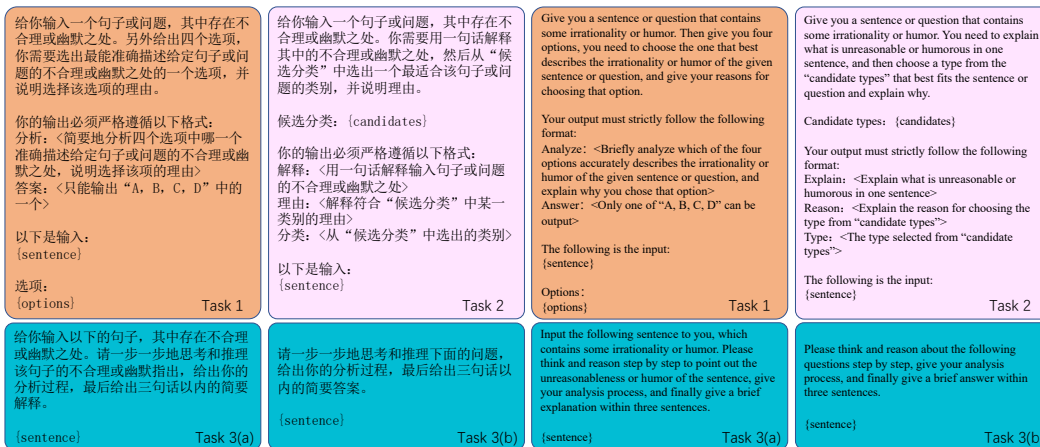 给你输入一个句子或问题，其中存在不
合理或幽默之处。另外给出四个选项，
你需要选出最能准确描述给定句子或问
题的不合理或幽默之处的一个选项，并
说明选择该选项的理由。
你的输出必须严格遵循以下格式：
分析：<简要地分析四个选项中哪一个
准确描述给定句子或问题的不合理或幽
默之处，说明选择该选项的理由>
答案：<只能输出“A，B，C，D”中的
一个>
以下是输入：
{sentence}
选项：
{options}
Task 1
给你输入一个句子或问题，其中存在不
合理或幽默之处。你需要用一句话解释
其中的不合理或幽默之处，然后从“候
选分类”中选出一个最适合该句子或问
题的类别，并说明理由。
候选分类：{candidates}
你的输出必须严格遵循以下格式：
解释：<用一句话解释输入句子或问题
的不合理或幽默之处>
理由：<解释符合“候选分类”中某一
类别的理由>
分类：<从“候选分类”中选出的类别>
以下是输入：
{sentence}
Task 2
Give you a sentence or question that contains
some irrationality or humor. Then give you four
options, you need to choose the one that best
describes the irrationality or humor of the given
sentence or question, and give your reasons for
choosing that option.
Your output must strictly follow the following
format:
Analyze：<Briefly analyze which of the four
options accurately describes the irrationality or
humor of the given sentence or question, and
explain why you chose that option>
Answer：<Only one of “A, B, C, D” can be
output>
The following is the input:
{sentence}
Options：
{options}
Task 1
Give you a sentence or question that contains
some irrationality or humor. You need to explain
what is unreasonable or humorous in one
sentence, and then choose a type from the
“candidate types” that best fits the sentence or
question and explain why.
Candidate types：{candidates}
Your output must strictly follow the following
format:
Explain：<Explain what is unreasonable or
humorous in one sentence>
Reason：<Explain the reason for choosing the
type from “candidate types”>
Type：<The type selected from “candidate
types”>
The following is the input:
{sentence}
Task 2
给你输入以下的句子，其中存在不合理
或幽默之处。请一步一步地思考和推理
该句子的不合理或幽默指出，给出你的
分析过程，最后给出三句话以内的简要
解释。
{sentence}
Task 3(a)
请一步一步地思考和推理下面的问题，
给出你的分析过程，最后给出三句话以
内的简要答案。
{sentence}
Task 3(b)
Input the following sentence to you, which
contains some irrationality or humor. Please
think and reason step by step to point out the
unreasonableness or humor of the sentence, give
your analysis process, and finally give a brief
explanation within three sentences.
{sentence}
Task 3(a)
Please think and reason about the following
questions step by step, give your analysis
process, and finally give a brief answer within
three sentences.
{sentence}
Task 3(b